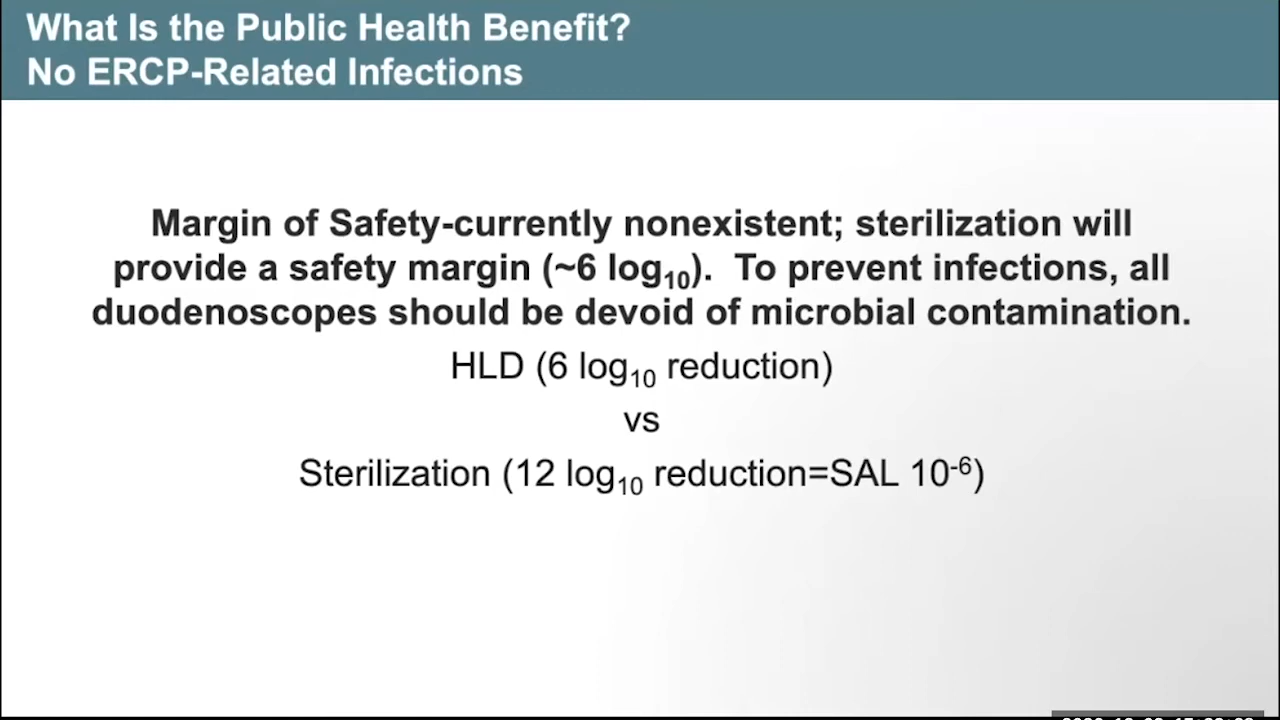 What Is the Public Health Benefit?
No ERCP-Related Infections
Margin of Safety-currently nonexistent; sterilization will
provide a safety margin (~6 log₁₀). To prevent infections, all
duodenoscopes should be devoid of microbial contamination.
HLD (6 log₁₀ reduction)
vs
Sterilization (12 log₁₀ reduction=SAL 10⁻⁶)